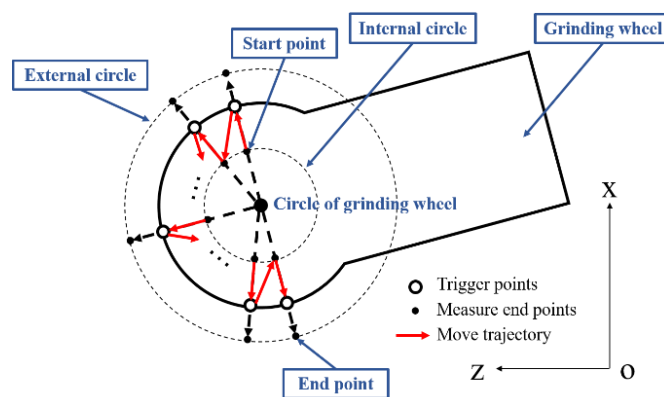 Start point
Internal circle
Grinding wheel
External circle
Circle of grinding wheel
X
Trigger points
Measure end points
Move trajectory
Z
O
End point